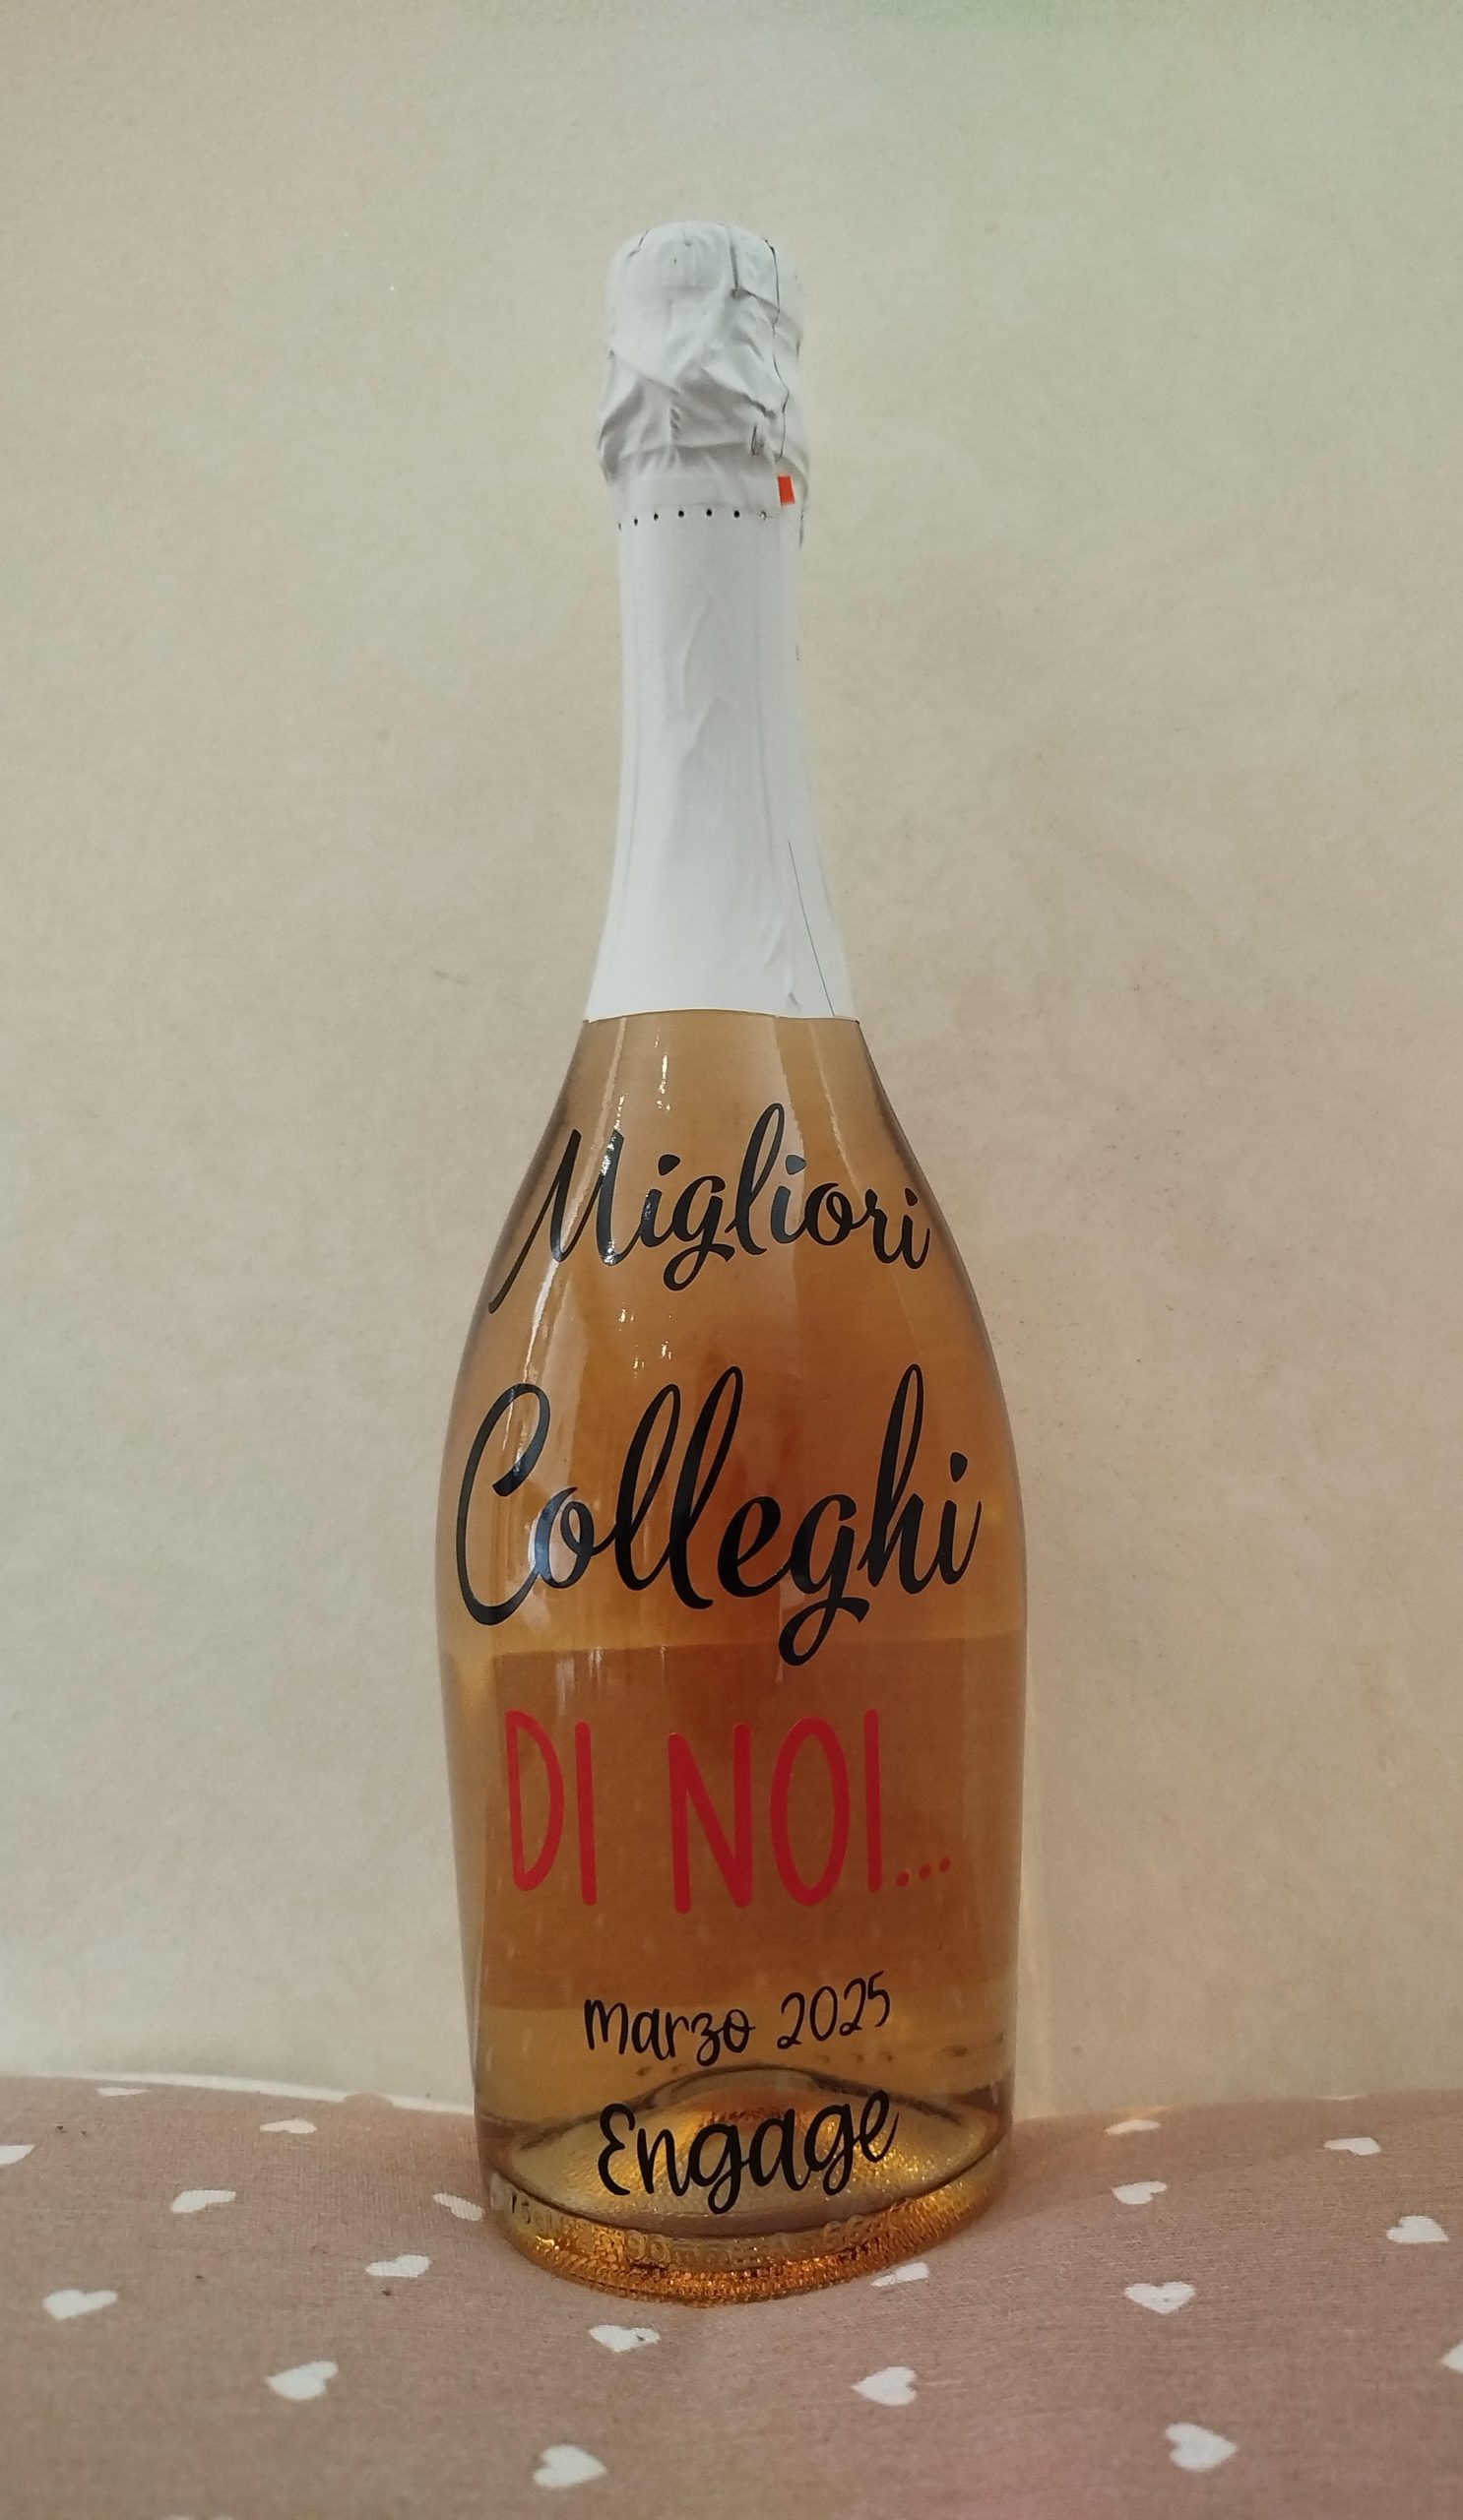 Migliori
Colleghi
DI NOI...
marzo 2025
Engage